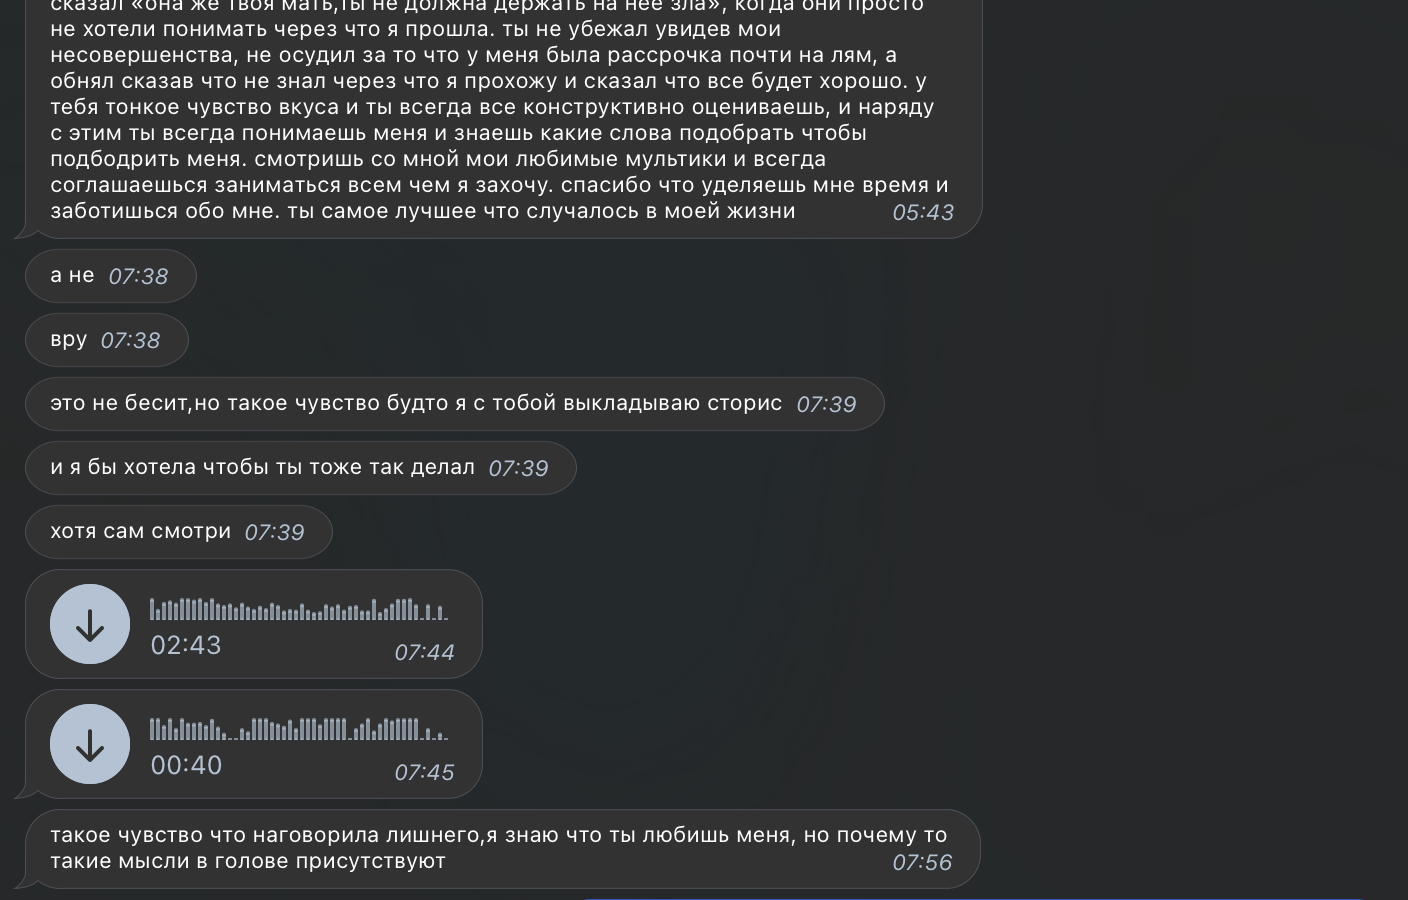 сказал «она же твоя мать,ты не должна держать на нее зла», когда они просто
не хотели понимать через что я прошла. ты не убежал увидев мои
несовершенства, не осудил за то что у меня была рассрочка почти на лям, а
обнял сказав что не знал через что я прохожу и сказал что все будет хорошо. у
тебя тонкое чувство вкуса и ты всегда все конструктивно оцениваешь, и наряду
с этим ты всегда понимаешь меня и знаешь какие слова подобрать чтобы
подбодрить меня. смотришь со мной мои любимые мультики и всегда
соглашаешься заниматься всем чем я захочу. спасибо что уделяешь мне время и
заботишься обо мне. ты самое лучшее что случалось в моей жизни 05:43
а не 07:38
вру 07:38
это не бесит,но такое чувство будто я с тобой выкладываю сторис 07:39
и я бы хотела чтобы ты тоже так делал 07:39
хотя сам смотри 07:39
02:43 07:44
00:40 07:45
такое чувство что наговорила лишнего,я знаю что ты любишь меня, но почему то
такие мысли в голове присутствуют 07:56